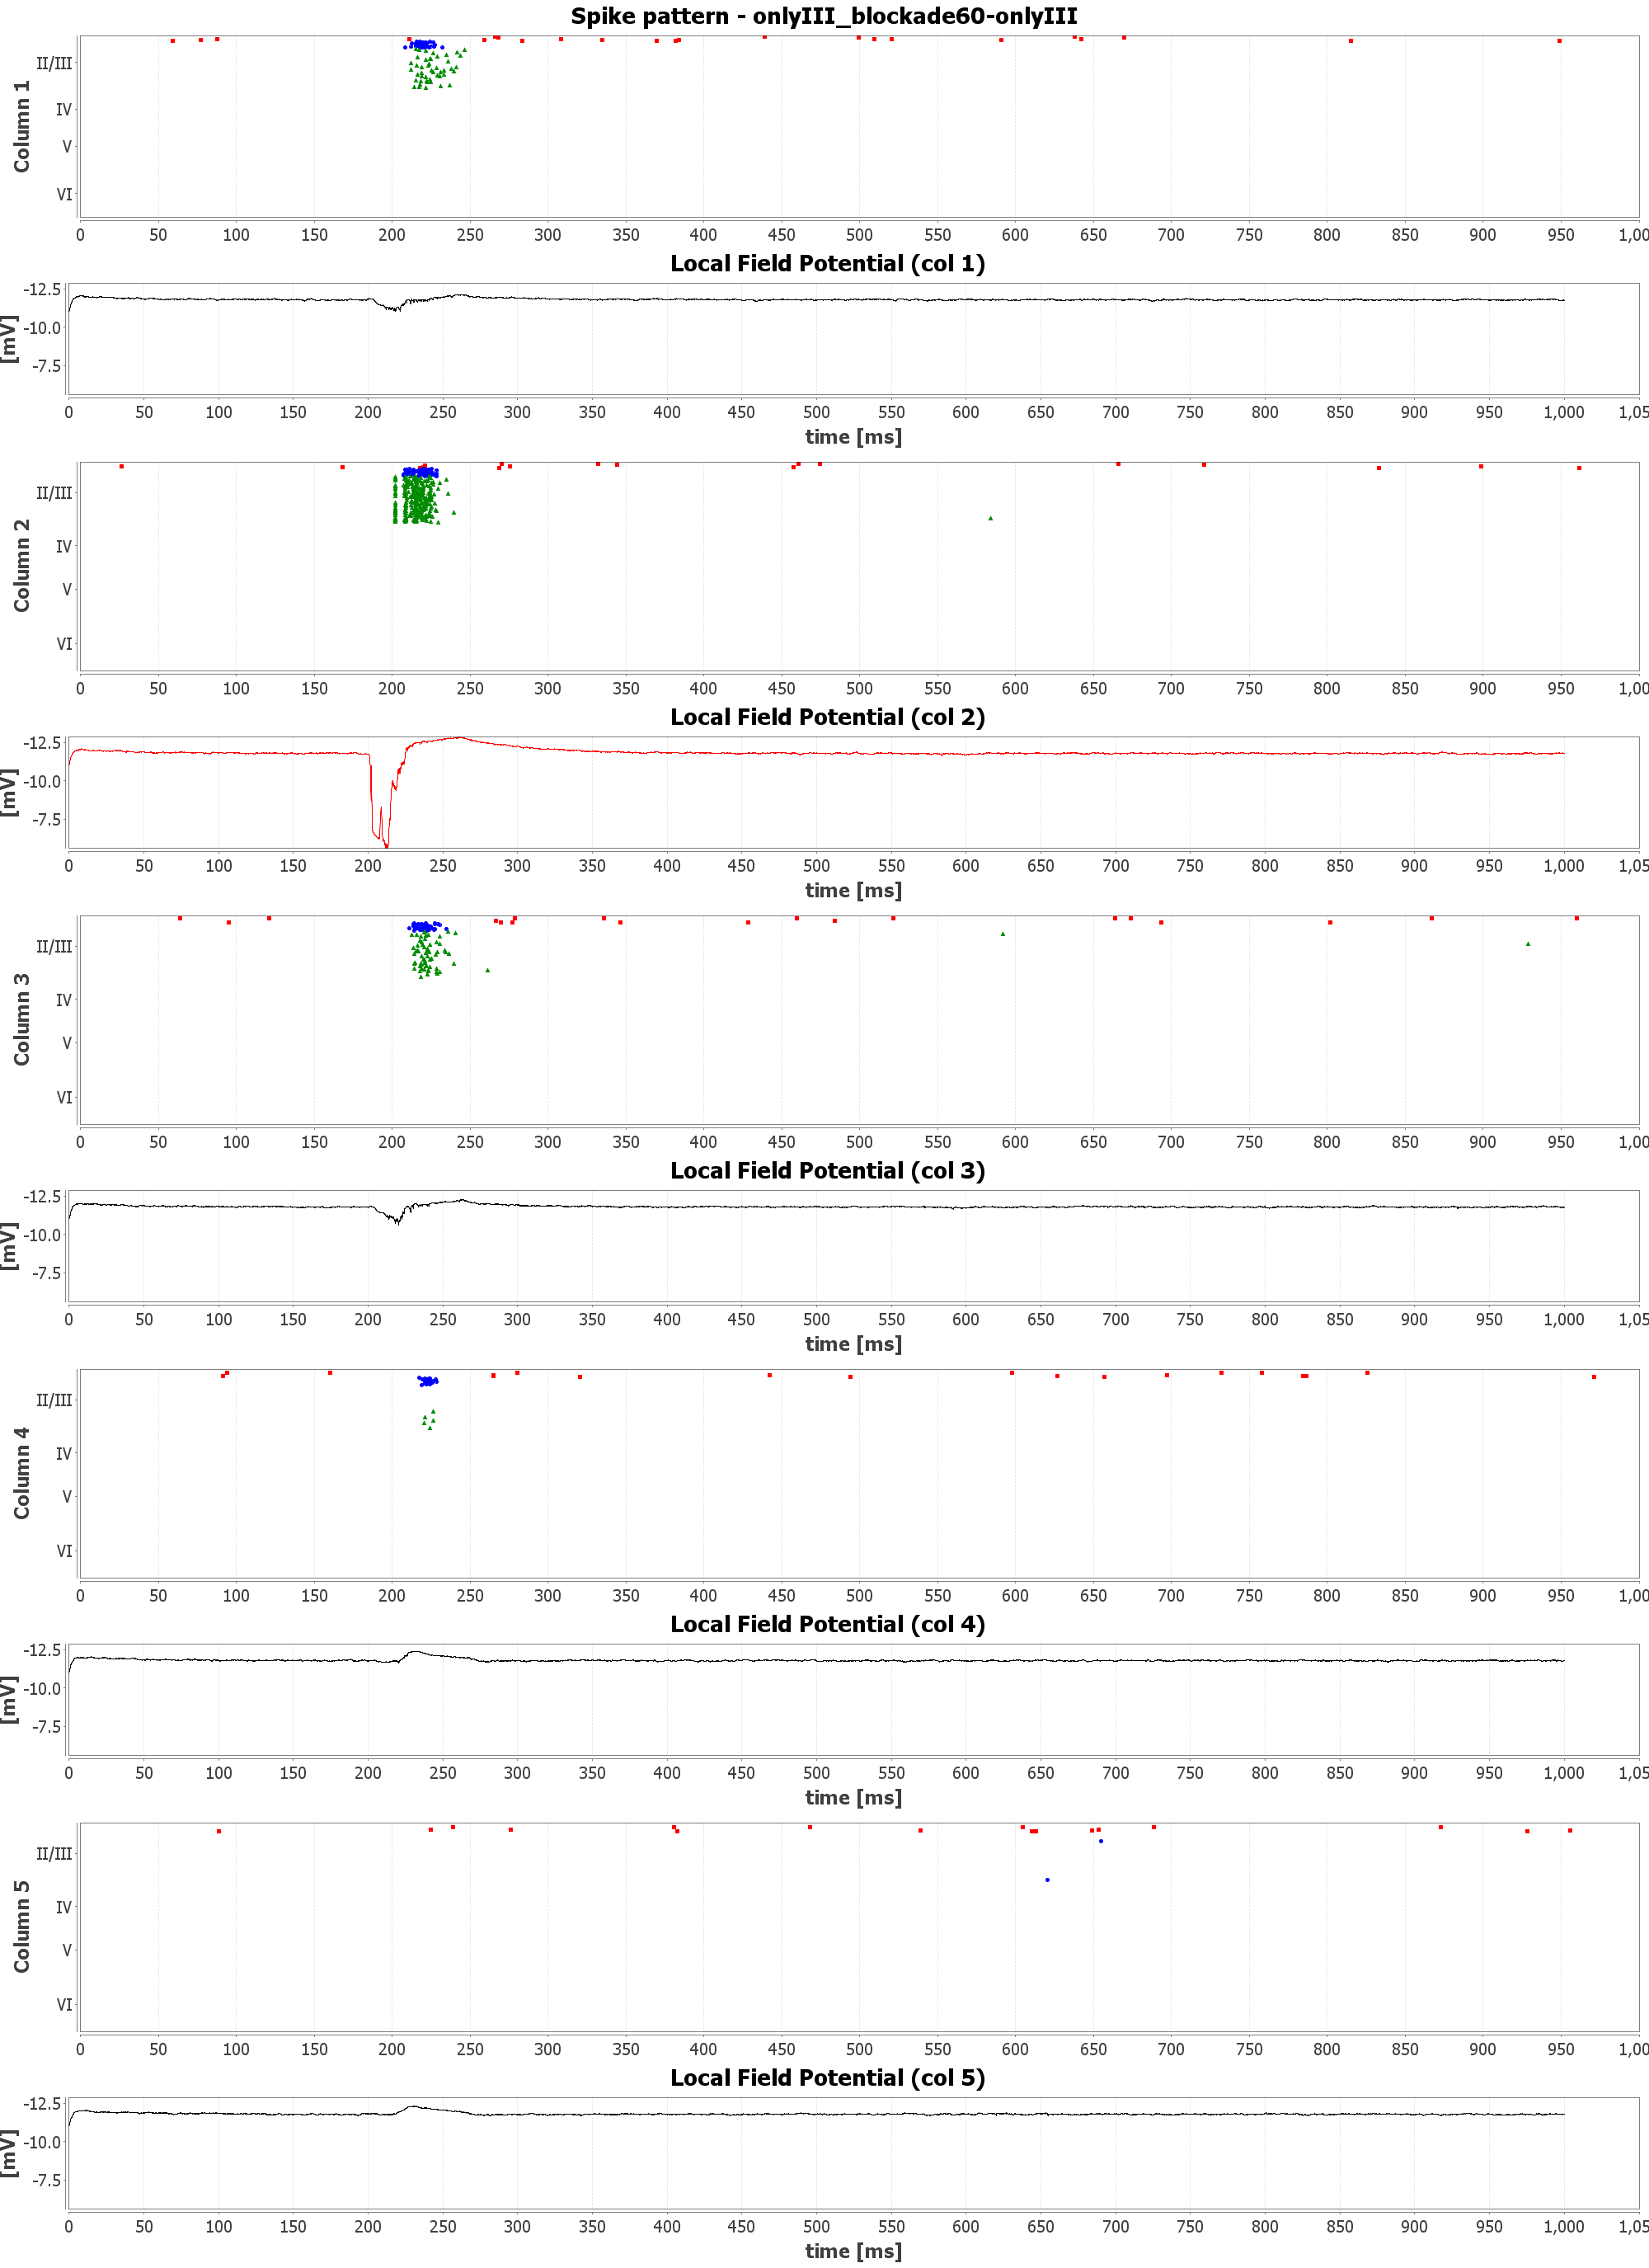 Spike pattern - onlyIII_blockade60-onlyIII
Column 1
II/III
IV
V
VI
0 50 100 150 200 250 300 350 400 450 500 550 600 650 700 750 800 850 900 950 1,00
Local Field Potential (col 1)
[mV]
-12.5
-10.0
-7.5
0 50 100 150 200 250 300 350 400 450 500 550 600 650 700 750 800 850 900 950 1,000 1,05
time [ms]
Column 2
II/III
IV
V
VI
0 50 100 150 200 250 300 350 400 450 500 550 600 650 700 750 800 850 900 950 1,00
Local Field Potential (col 2)
[mV]
-12.5
-10.0
-7.5
0 50 100 150 200 250 300 350 400 450 500 550 600 650 700 750 800 850 900 950 1,000 1,05
time [ms]
Column 3
II/III
IV
V
VI
0 50 100 150 200 250 300 350 400 450 500 550 600 650 700 750 800 850 900 950 1,00
Local Field Potential (col 3)
[mV]
-12.5
-10.0
-7.5
0 50 100 150 200 250 300 350 400 450 500 550 600 650 700 750 800 850 900 950 1,000 1,05
time [ms]
Column 4
II/III
IV
V
VI
0 50 100 150 200 250 300 350 400 450 500 550 600 650 700 750 800 850 900 950 1,00
Local Field Potential (col 4)
[mV]
-12.5
-10.0
-7.5
0 50 100 150 200 250 300 350 400 450 500 550 600 650 700 750 800 850 900 950 1,000 1,05
time [ms]
Column 5
II/III
IV
V
VI
0 50 100 150 200 250 300 350 400 450 500 550 600 650 700 750 800 850 900 950 1,00
Local Field Potential (col 5)
[mV]
-12.5
-10.0
-7.5
0 50 100 150 200 250 300 350 400 450 500 550 600 650 700 750 800 850 900 950 1,000 1,05
time [ms]